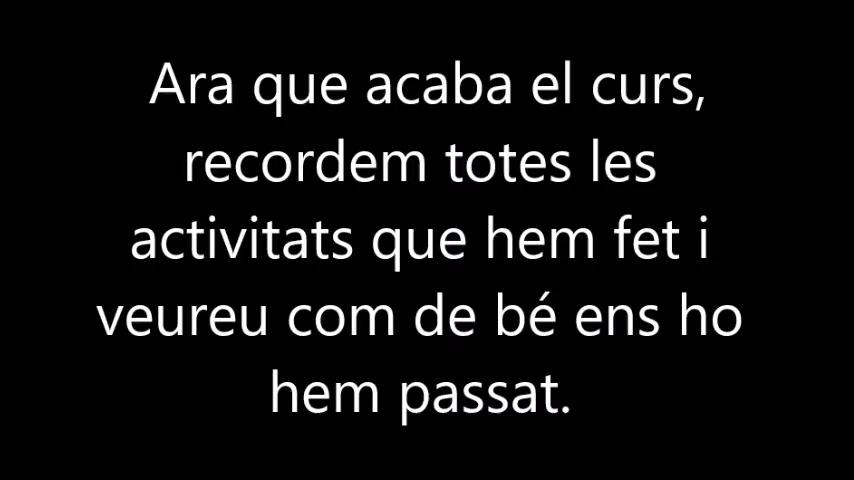 Ara que acaba el curs,
recordem totes les
activitats que hem fet i
veureu com de bé ens ho
hem passat.